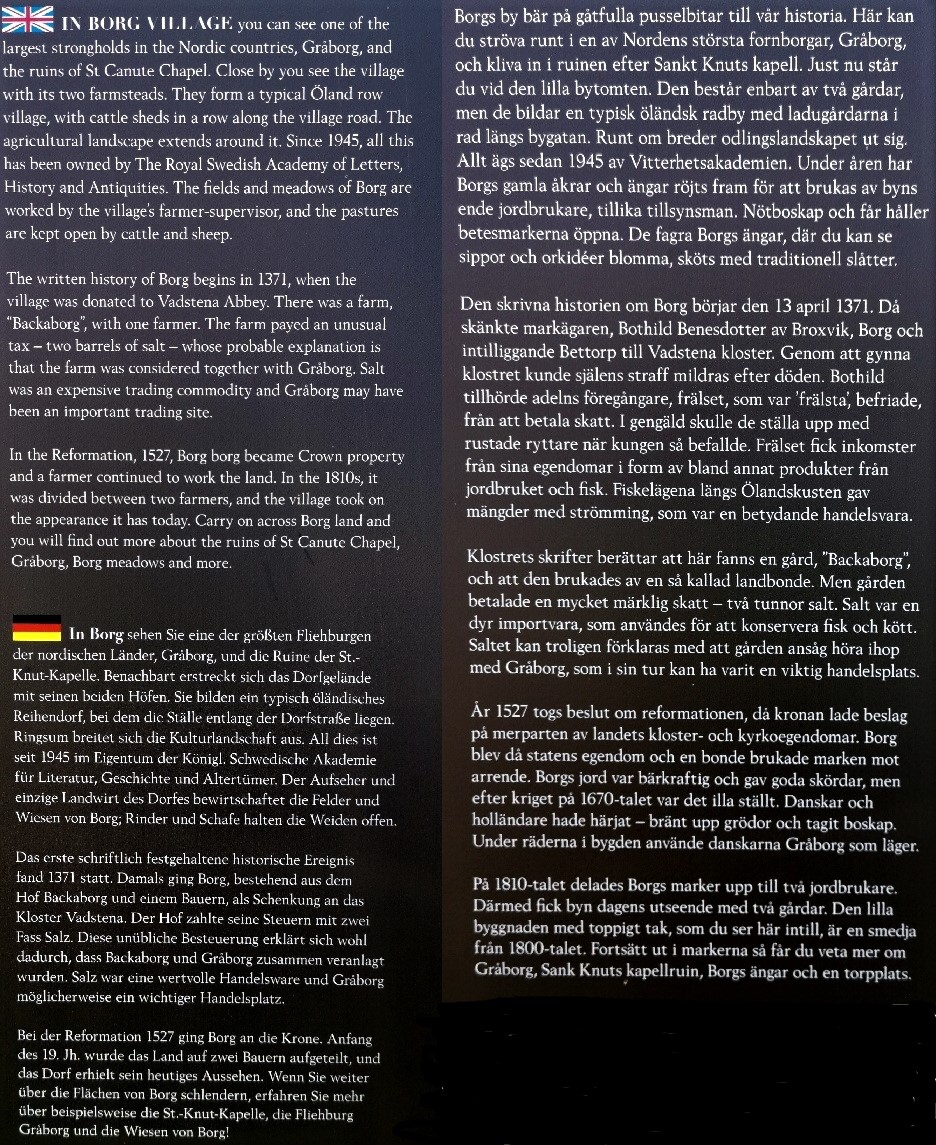 IN BORG VILLAGE you can see one of the
largest strongholds in the Nordic countries, Gråborg, and
the ruins of St Canute Chapel. Close by you see the village
with its two farmsteads. They form a typical Öland row
village, with cattle sheds in a row along the village road. The
agricultural landscape extends around it. Since 1945, all this
has been owned by The Royal Swedish Academy of Letters,
History and Antiquities. The fields and meadows of Borg are
worked by the village's farmer-supervisor, and the pastures
are kept open by cattle and sheep.
The written history of Borg begins in 1371, when the
village was donated to Vadstena Abbey. There was a farm,
"Backaborg", with one farmer. The farm payed an unusual
tax – two barrels of salt – whose probable explanation is
that the farm was considered together with Gråborg. Salt
was an expensive trading commodity and Gråborg may have
been an important trading site.
In the Reformation, 1527, Borg borg became Crown property
and a farmer continued to work the land. In the 1810s, it
was divided between two farmers, and the village took on
the appearance it has today. Carry on across Borg land and
you will find out more about the ruins of St Canute Chapel,
Gråborg, Borg meadows and more.
In Borg sehen Sie eine der größten Fliehburgen
der nordischen Länder, Gråborg, und die Ruine der St.-
Knut-Kapelle. Benachbart erstreckt sich das Dorfgelände
mit seinen beiden Höfen. Sie bilden ein typisch öländisches
Reihendorf, bei dem die Ställe entlang der Dorfstraße liegen.
Ringsum breitet sich die Kulturlandschaft aus. All dies ist
seit 1945 im Eigentum der Königl. Schwedische Akademie
für Literatur, Geschichte und Altertümer. Der Aufseher und
einzige Landwirt des Dorfes bewirtschaftet die Felder und
Wiesen von Borg; Rinder und Schafe halten die Weiden offen.
Das erste schriftlich festgehaltene historische Ereignis
fand 1371 statt. Damals ging Borg, bestehend aus dem
Hof Backaborg und einem Bauern, als Schenkung an das
Kloster Vadstena. Der Hof zahlte seine Steuern mit zwei
Fass Salz. Diese unübliche Besteuerung erklärt sich wohl
dadurch, dass Backaborg und Gråborg zusammen veranlagt
wurden. Salz war eine wertvolle Handelsware und Gråborg
möglicherweise ein wichtiger Handelsplatz.
Bei der Reformation 1527 ging Borg an die Krone. Anfang
des 19. Jh. wurde das Land auf zwei Bauern aufgeteilt, und
das Dorf erhielt sein heutiges Aussehen. Wenn Sie weiter
über die Flächen von Borg schlendern, erfahren Sie mehr
über beispielsweise die St.-Knut-Kapelle, die Fliehburg
Gråborg und die Wiesen von Borg!
Borgs by bär på gåtfulla pusselbitar till vår historia. Här kan
du ströva runt i en av Nordens största fornborgar, Gråborg,
och kliva in i ruinen efter Sankt Knuts kapell. Just nu står
du vid den lilla bytomten. Den består enbart av två gårdar,
men de bildar en typisk öländsk radby med ladugårdarna i
rad längs bygatan. Runt om breder odlingslandskapet ut sig.
Allt ägs sedan 1945 av Vitterhetsakademien. Under åren har
Borgs gamla åkrar och ängar röjts fram för att brukas av byns
ende jordbrukare, tillika tillsynsman. Nötboskap och får håller
betesmarkerna öppna. De fagra Borgs ängar, där du kan se
sippor och orkidéer blomma, sköts med traditionell slåtter.
Den skrivna historien om Borg börjar den 13 april 1371. Då
skänkte markägaren, Bothild Benesdotter av Broxvik, Borg och
intilliggande Bettorp till Vadstena kloster. Genom att gynna
klostret kunde själens straff mildras efter döden. Bothild
tillhörde adelns föregångare, frälset, som var 'frälsta', befriade,
från att betala skatt. I gengäld skulle de ställa upp med
rustade ryttare när kungen så befallde. Frälset fick inkomster
från sina egendomar i form av bland annat produkter från
jordbruket och fisk. Fiskelägena längs Ölandskusten gav
mängder med strömming, som var en betydande handelsvara.
Klostrets skrifter berättar att här fanns en gård, "Backaborg",
och att den brukades av en så kallad landbonde. Men gården
betalade en mycket märklig skatt – två tunnor salt. Salt var en
dyr importvara, som användes för att konservera fisk och kött.
Saltet kan troligen förklaras med att gården ansåg höra ihop
med Gråborg, som i sin tur kan ha varit en viktig handelsplats.
År 1527 togs beslut om reformationen, då kronan lade beslag
på merparten av landets kloster- och kyrkoegendomar. Borg
blev då statens egendom och en bonde brukade marken mot
arrende. Borgs jord var bärkraftig och gav goda skördar, men
efter kriget på 1670-talet var det illa ställt. Danskar och
holländare hade härjat – bränt upp grödor och tagit boskap.
Under räderna i bygden använde danskarna Gråborg som läger.
På 1810-talet delades Borgs marker upp till två jordbrukare.
Därmed fick byn dagens utseende med två gårdar. Den lilla
byggnaden med toppigt tak, som du ser här intill, är en smedja
från 1800-talet. Fortsätt ut i markerna så får du veta mer om
Gråborg, Sank Knuts kapellruin, Borgs ängar och en torpplats.